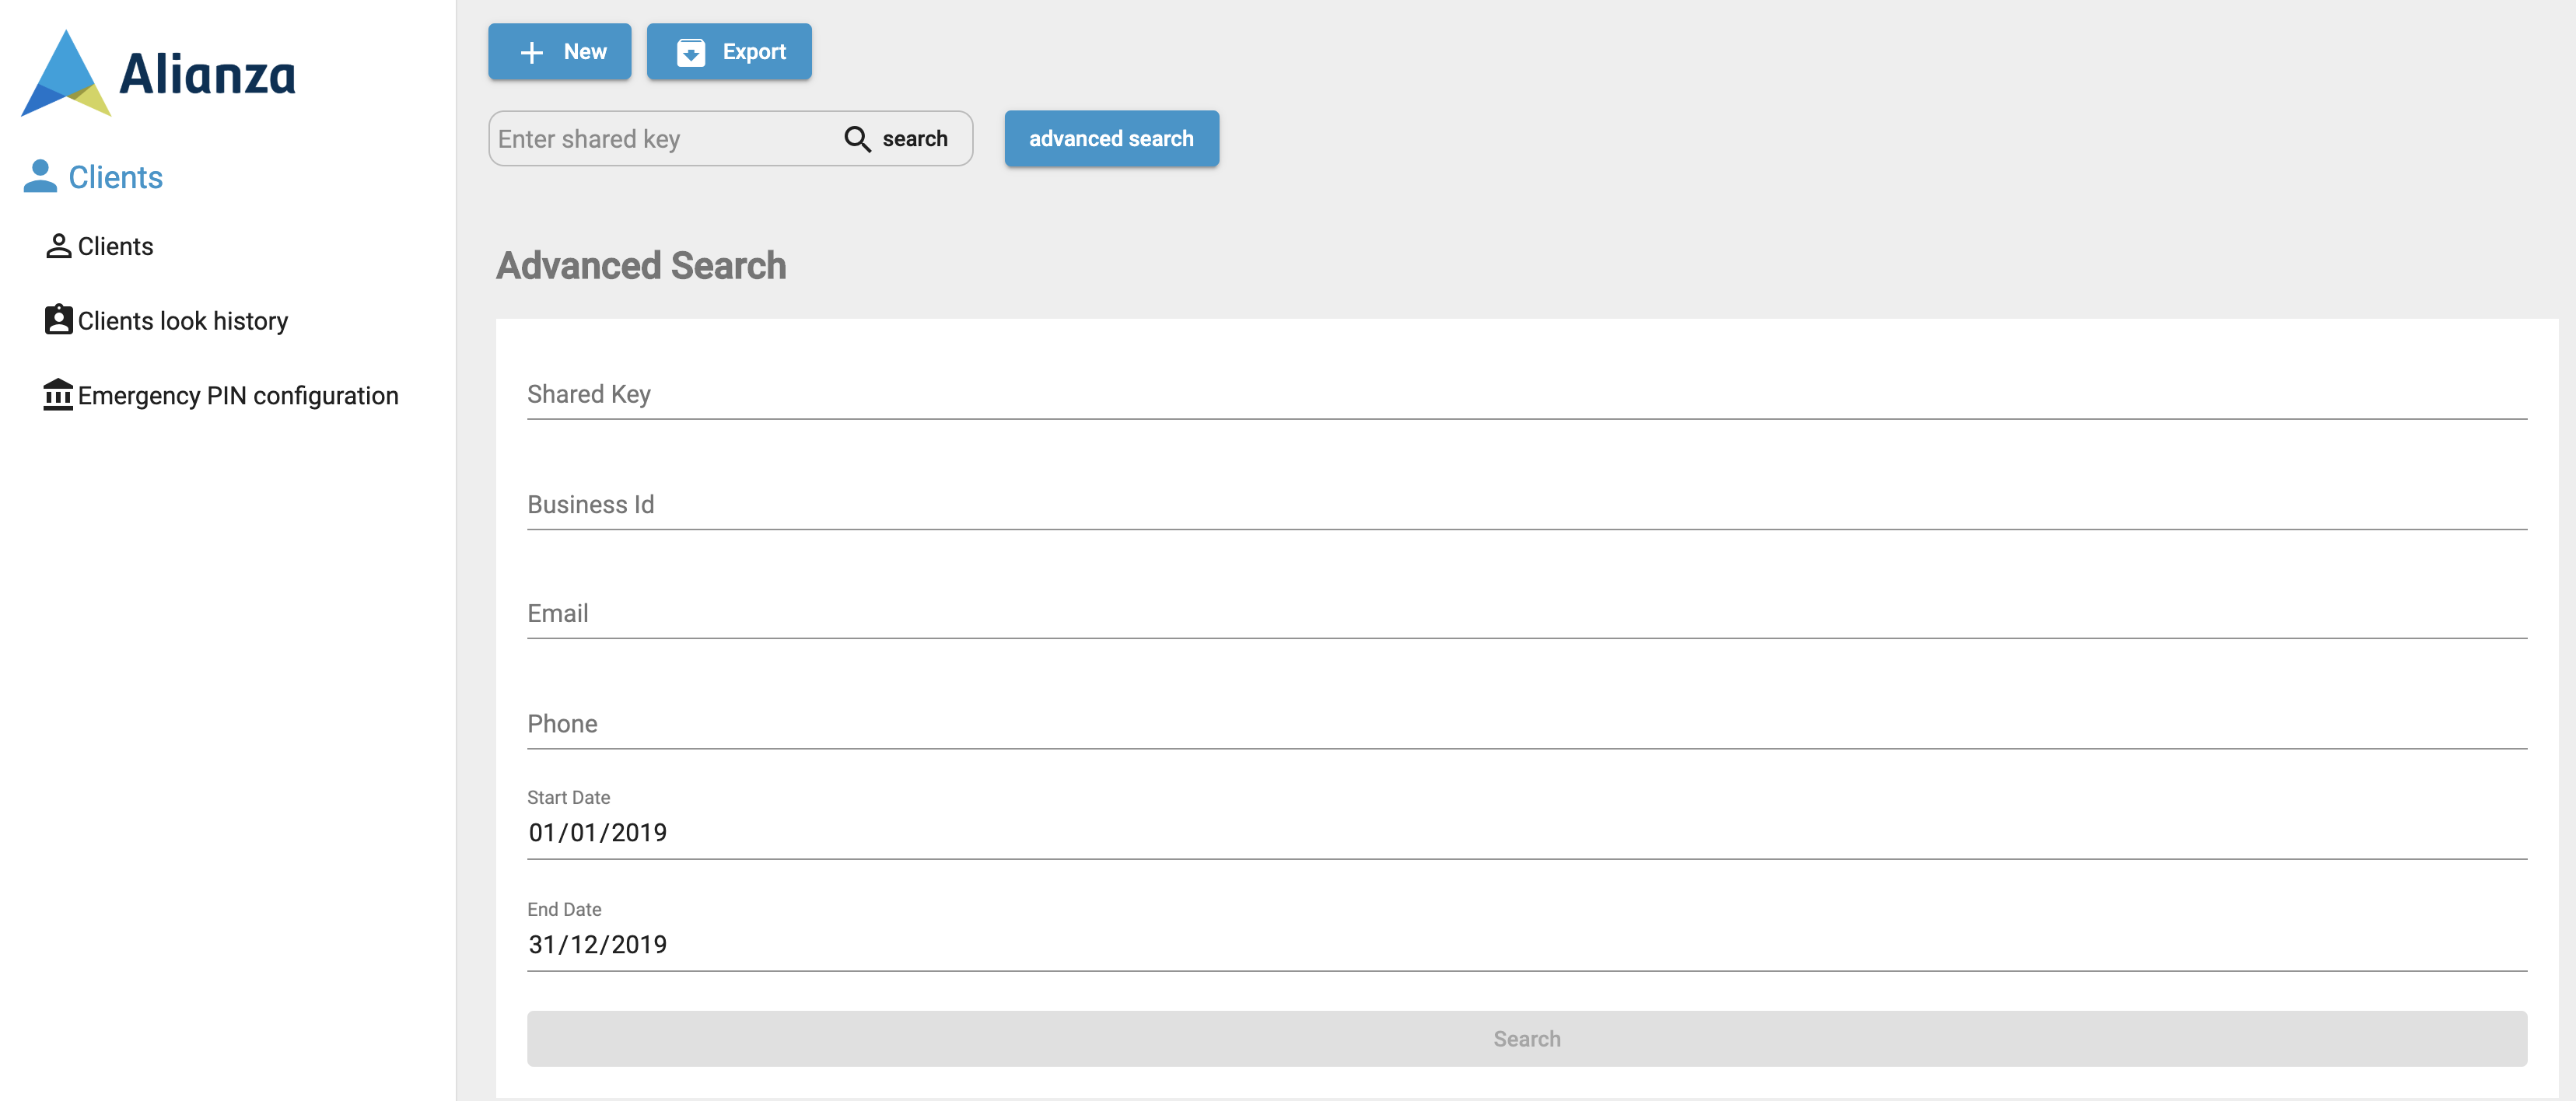 Alianza
Clients
Clients
Clients look history
Emergency PIN configuration
New
Export
Enter shared key
search
advanced search
Advanced Search
Shared Key
Business Id
Email
Phone
Start Date
01/01/2019
End Date
31/12/2019
Search